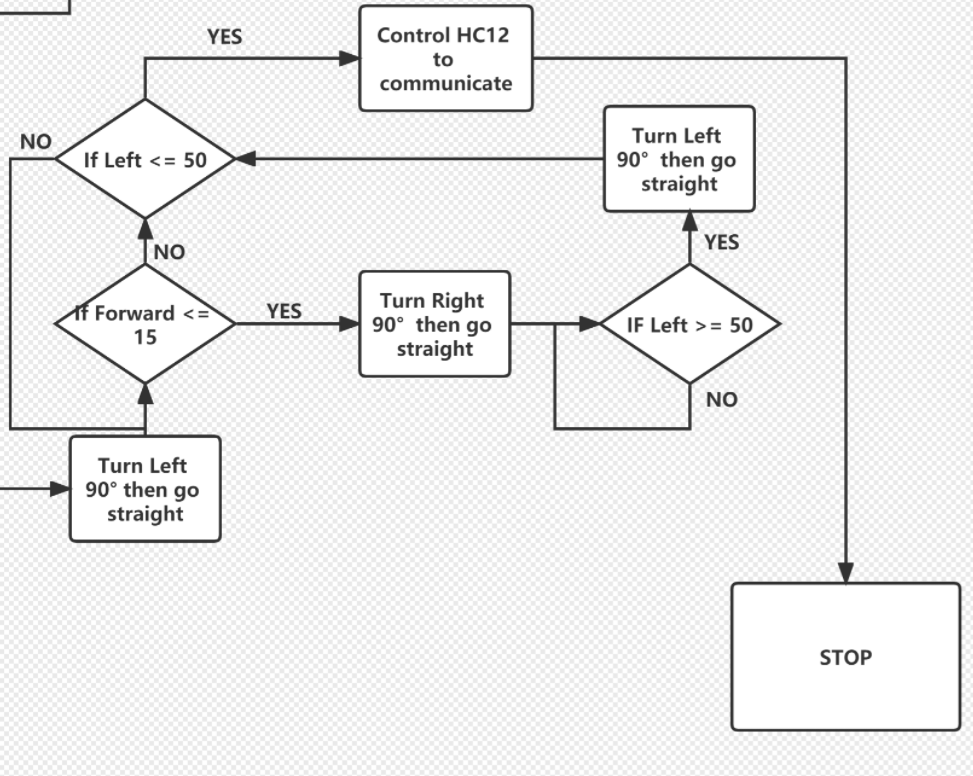 YES
Control HC12
to
communicate
NO
If Left <= 50
Turn Left
90° then go
straight
NO
YES
If Forward <=
15
YES
Turn Right
90° then go
straight
IF Left >= 50
NO
Turn Left
90° then go
straight
STOP